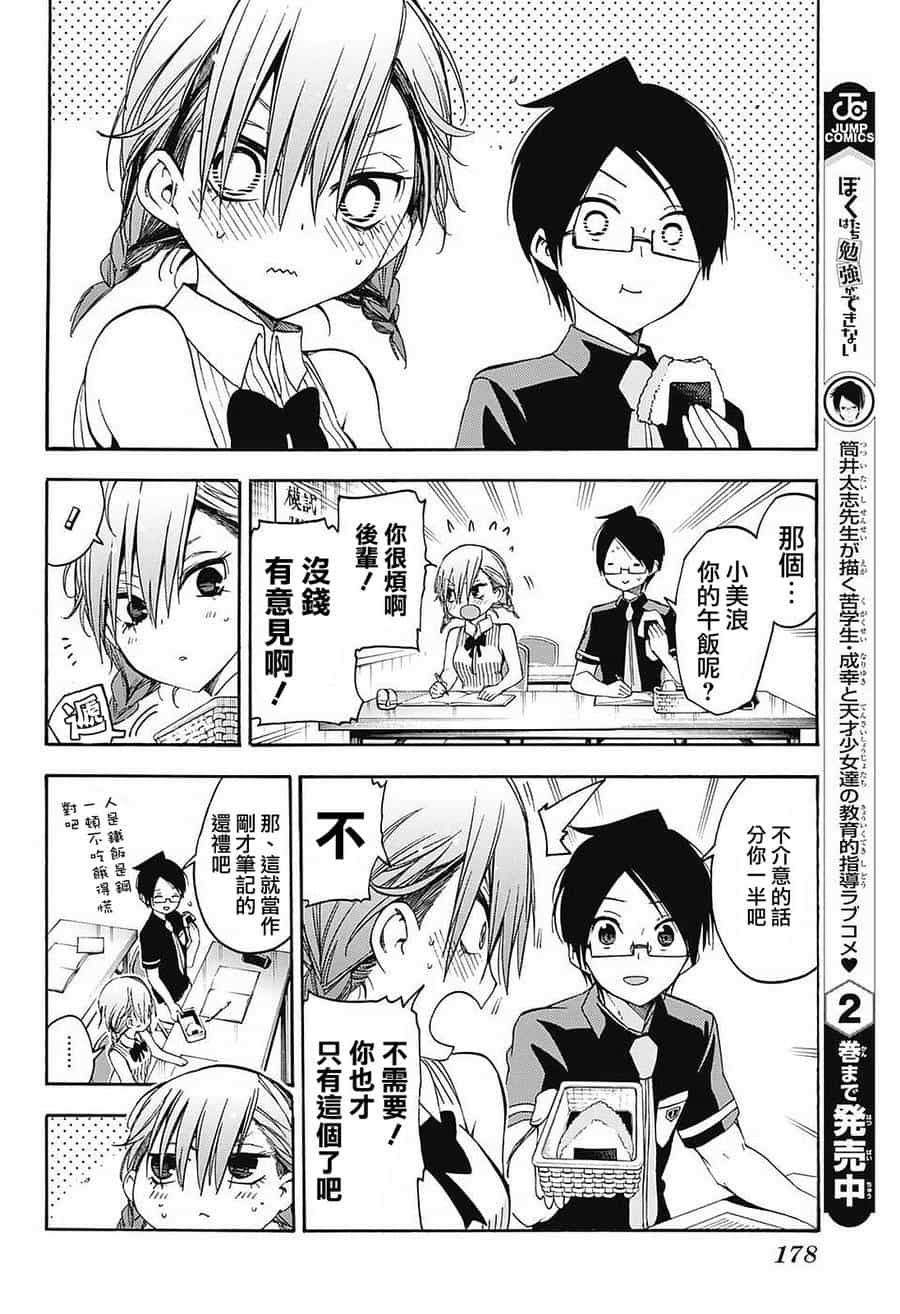 JC
JUMP
COMICS
ぼくたちは勉強ができない
筒井太志先生が描く苦学生・成幸と天才少女達の教育的指導ラブコメ♥
2巻まで発売中
那個…
小美浪
你的午飯呢？
你很煩啊
後輩！
沒錢
有意見啊！
模試
！
遞
不介意的話
分你一半吧
不
不需要！
你也才
只有這個了吧
那、這就當作
剛才筆記的
還禮吧
人是鐵飯是鋼
一頓不吃餓得慌
對吧
……
178